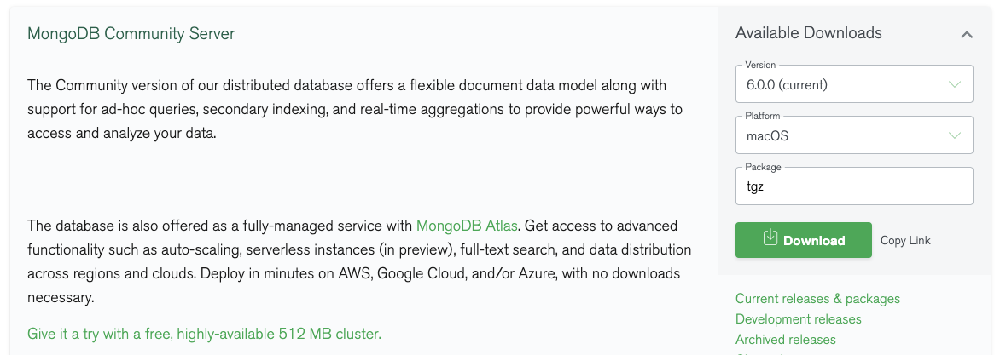 MongoDB Community Server
The Community version of our distributed database offers a flexible document data model along with
support for ad-hoc queries, secondary indexing, and real-time aggregations to provide powerful ways to
access and analyze your data.
The database is also offered as a fully-managed service with MongoDB Atlas. Get access to advanced
functionality such as auto-scaling, serverless instances (in preview), full-text search, and data distribution
across regions and clouds. Deploy in minutes on AWS, Google Cloud, and/or Azure, with no downloads
necessary.
Give it a try with a free, highly-available 512 MB cluster.
Available Downloads
Version
6.0.0 (current)
Platform
macOS
Package
tgz
Download
Copy Link
Current releases & packages
Development releases
Archived releases